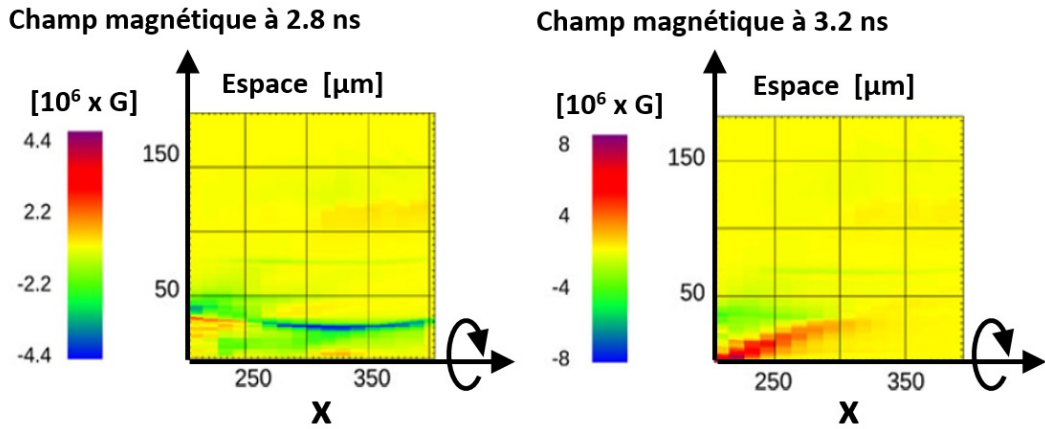 Champ magnétique à 2.8 ns
Espace [µm]
[10⁶ x G]
4.4
2.2
-2.2
-4.4
150
50
250 350
X
Champ magnétique à 3.2 ns
Espace [µm]
[10⁶ x G]
8
4
-4
-8
150
50
250 350
X